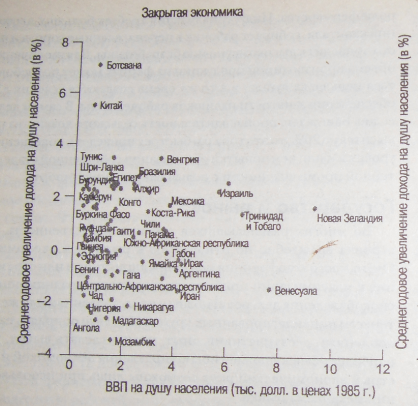 Закрытая экономика
Среднегодовое увеличение дохода на душу населения (в %)
8
6
4
2
0
–2
–4
Ботсвана
Китай
Тунис
Венгрия
Шри-Ланка
Бразилия
Бурунди Египет
Алжир
Израиль
Камерун
Конго
Мексика
Буркина Фасо
Коста-Рика
Тринидад
и Тобаго
Новая Зеландия
Чили
Руанда Гаити
Панама
Замбия
Южно-Африканская республика
Гвинея
Габон
Эфиопия
Ямайка Ирак
Бенин
Гана
Аргентина
Центрально-Африканская республика
Чад
Иран
Венесуэла
Нигерия
Никарагуа
Ангола
Мадагаскар
Мозамбик
0 2 4 6 8 10 12
ВВП на душу населения (тыс. долл. в ценах 1985 г.)
Среднегодовое увеличение дохода на душу населения (в %)